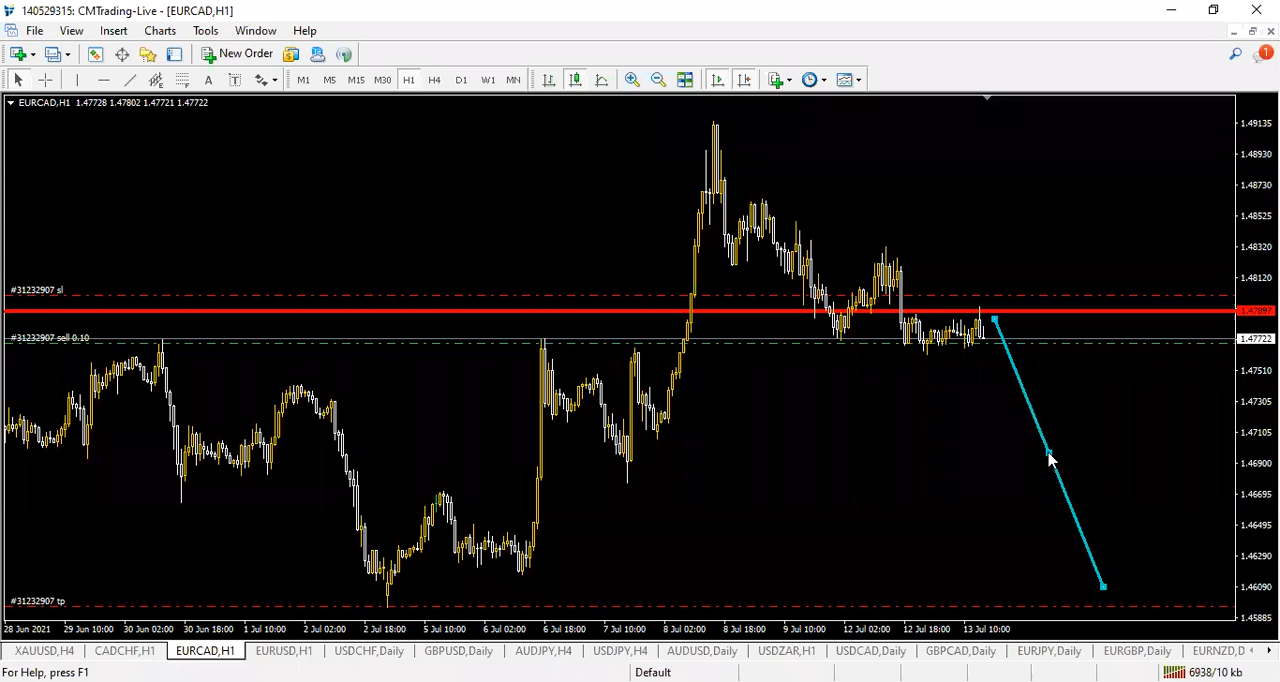 140529315: CMTrading-Live - [EURCAD,H1]
File View Insert Charts Tools Window Help
New Order
A T M1 M5 M15 M30 H1 H4 D1 W1 MN 1
EURCAD,H1 1.47728 1.47802 1.47721 1.47722
1.49135
1.48930
1.48730
1.48525
1.48320
1.48120
#31232907 sl
1.47897
#31232907 sell 0.10
1.47722
1.47510
1.47305
1.47105
1.46900
1.46695
1.46495
1.46290
1.46090
#31232907 tp
1.45885
28 Jun 2021 29 Jun 10:00 30 Jun 02:00 30 Jun 18:00 1 Jul 10:00 2 Jul 02:00 2 Jul 18:00 5 Jul 10:00 6 Jul 02:00 6 Jul 18:00 7 Jul 10:00 8 Jul 02:00 8 Jul 18:00 9 Jul 10:00 12 Jul 02:00 12 Jul 18:00 13 Jul 10:00
XAUUSD,H4 CADCHF,H1 EURCAD,H1 EURUSD,H1 USDCHF,Daily GBPUSD,Daily AUDJPY,H4 USDJPY,H4 AUDUSD,Daily USDZAR,H1 USDCAD,Daily GBPCAD,Daily EURJPY,Daily EURGBP,Daily EURNZD,D
For Help, press F1 Default 6938/10 kb